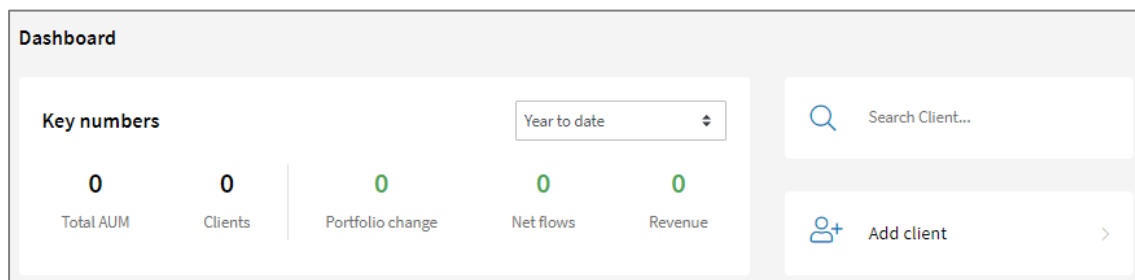 Dashboard
Key numbers
Year to date
0 0 0 0 0
Total AUM Clients Portfolio change Net flows Revenue
Search Client...
Add client